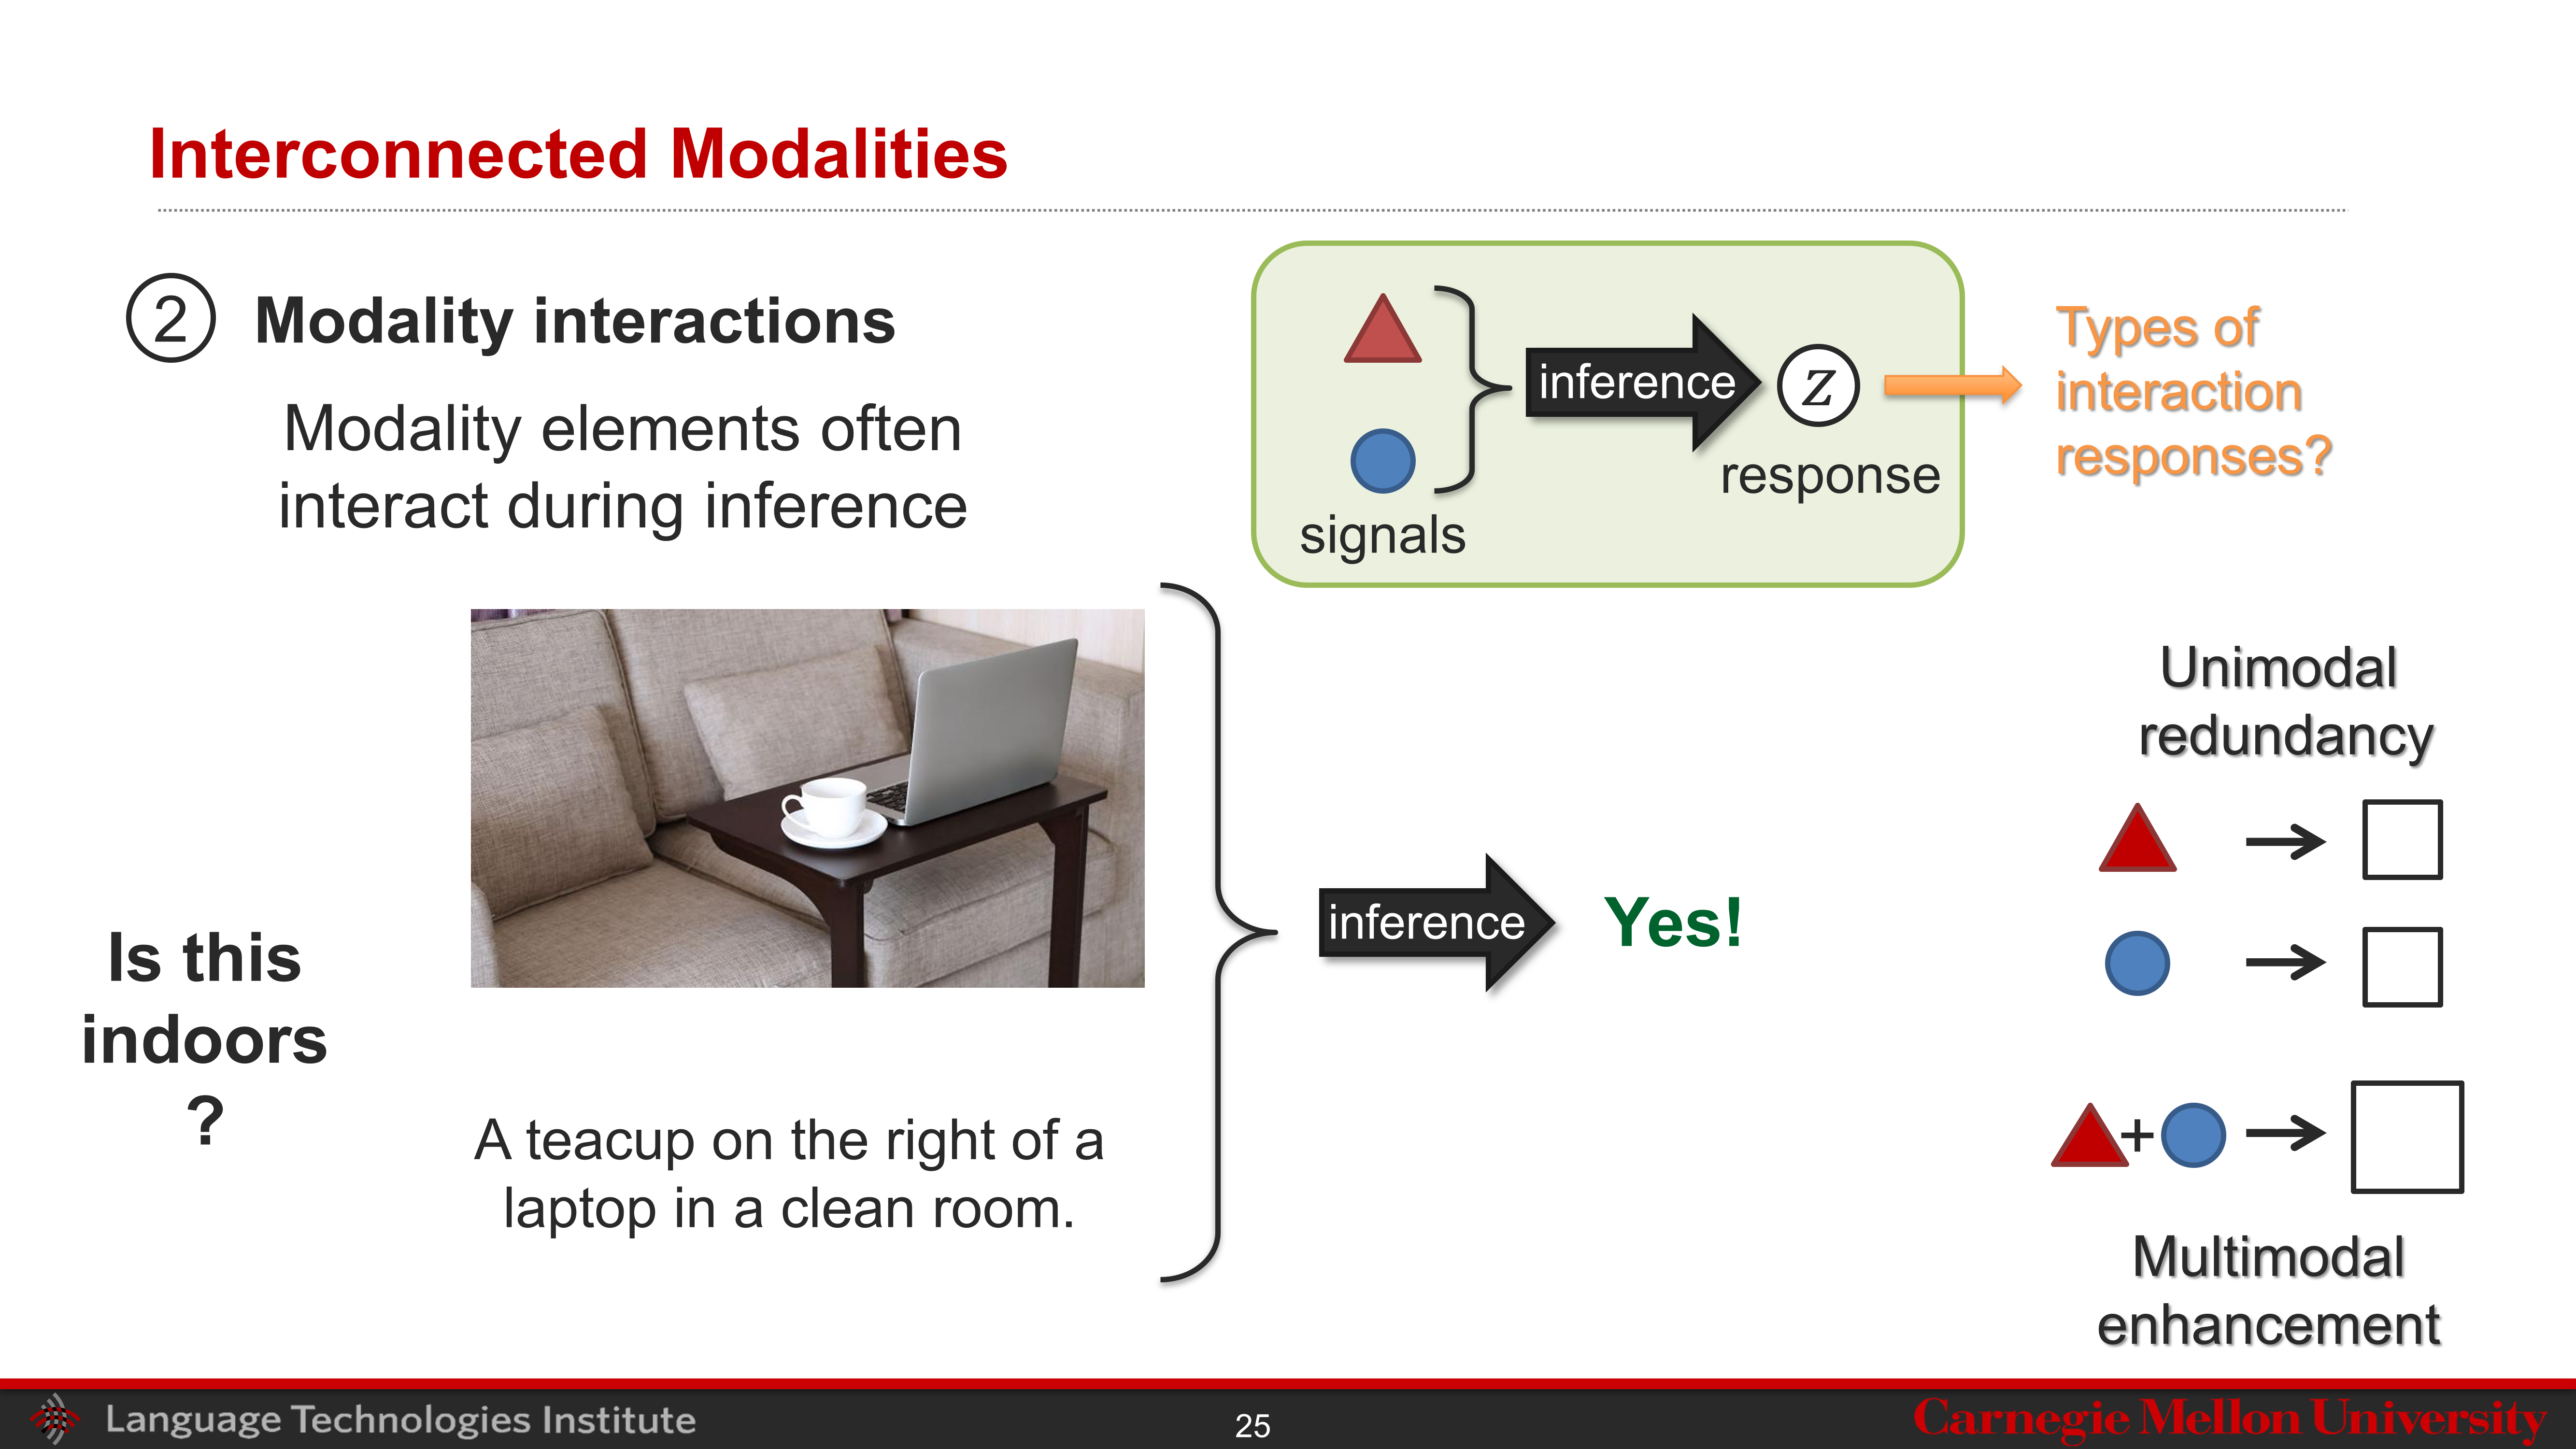 Interconnected Modalities
2 Modality interactions
Modality elements often
interact during inference
signals
inference
z
response
Types of
interaction
responses?
Is this
indoors
?
A teacup on the right of a
laptop in a clean room.
inference
Yes!
Unimodal
redundancy
+
Multimodal
enhancement
Language Technologies Institute
25
Carnegie Mellon University